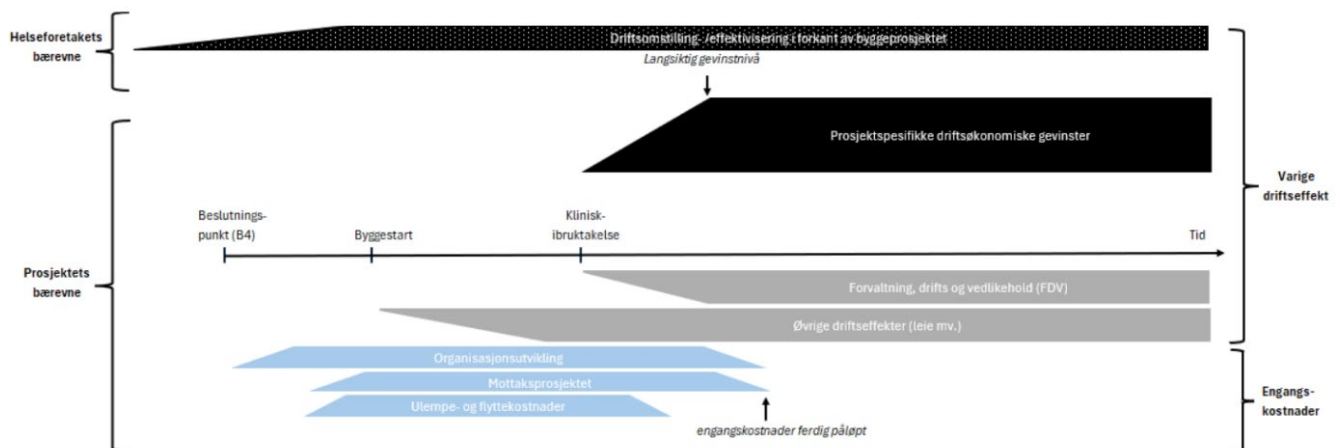 Helseforetakets
bærevne
Driftsomstilling- /effektivisering i forkant av byggeprosjektet
Langsiktig gevinstnivå
Prosjektspesifikke driftsøkonomiske gevinster
Varige
driftseffekt
Beslutnings-
punkt (B4)
Byggestart
Klinisk-
ibruktakelse
Tid
Prosjektets
bærevne
Forvaltning, drifts og vedlikehold (FDV)
Øvrige driftseffekter (leie mv.)
Organisasjonsutvikling
Mottaksprosjektet
Ulempe- og flyttekostnader
engangskostnader ferdig påløpt
Engangs-
kostnader